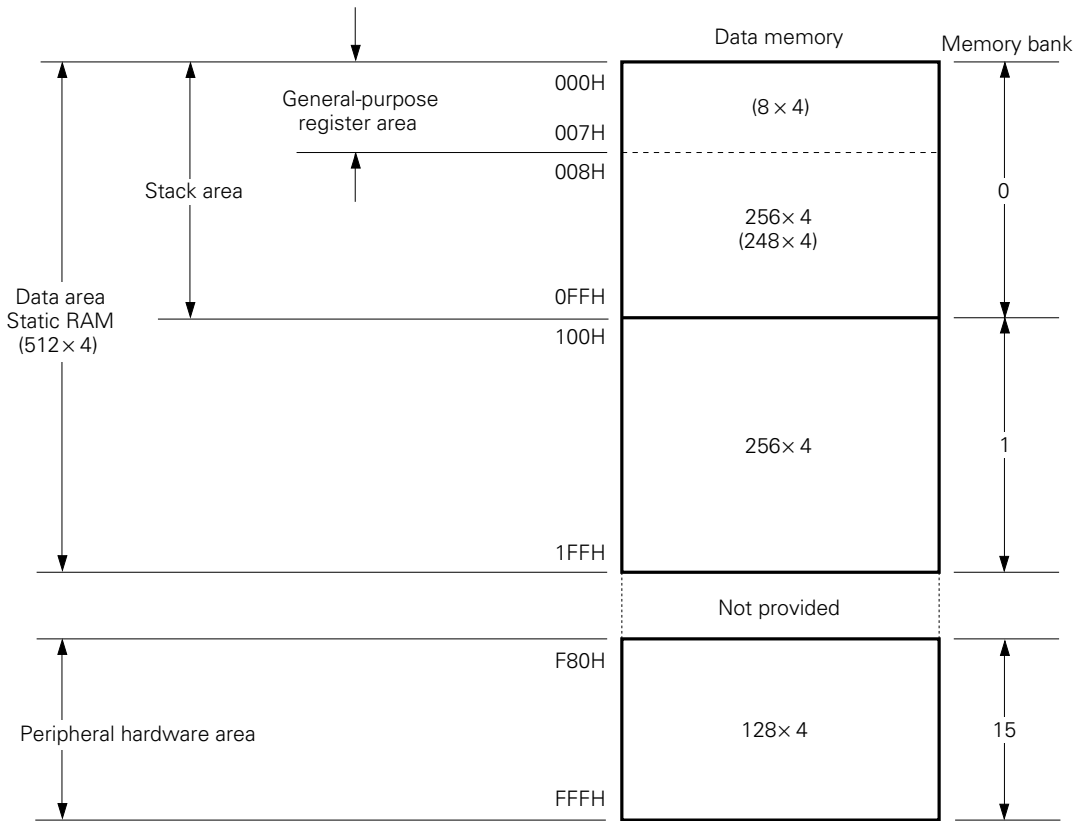 Data memory
Memory bank
000H
General-purpose
register area
(8 × 4)
007H
008H
Stack area
0
256× 4
(248× 4)
0FFH
Data area
Static RAM
(512× 4)
100H
256× 4
1
1FFH
Not provided
F80H
Peripheral hardware area
128× 4
15
FFFH